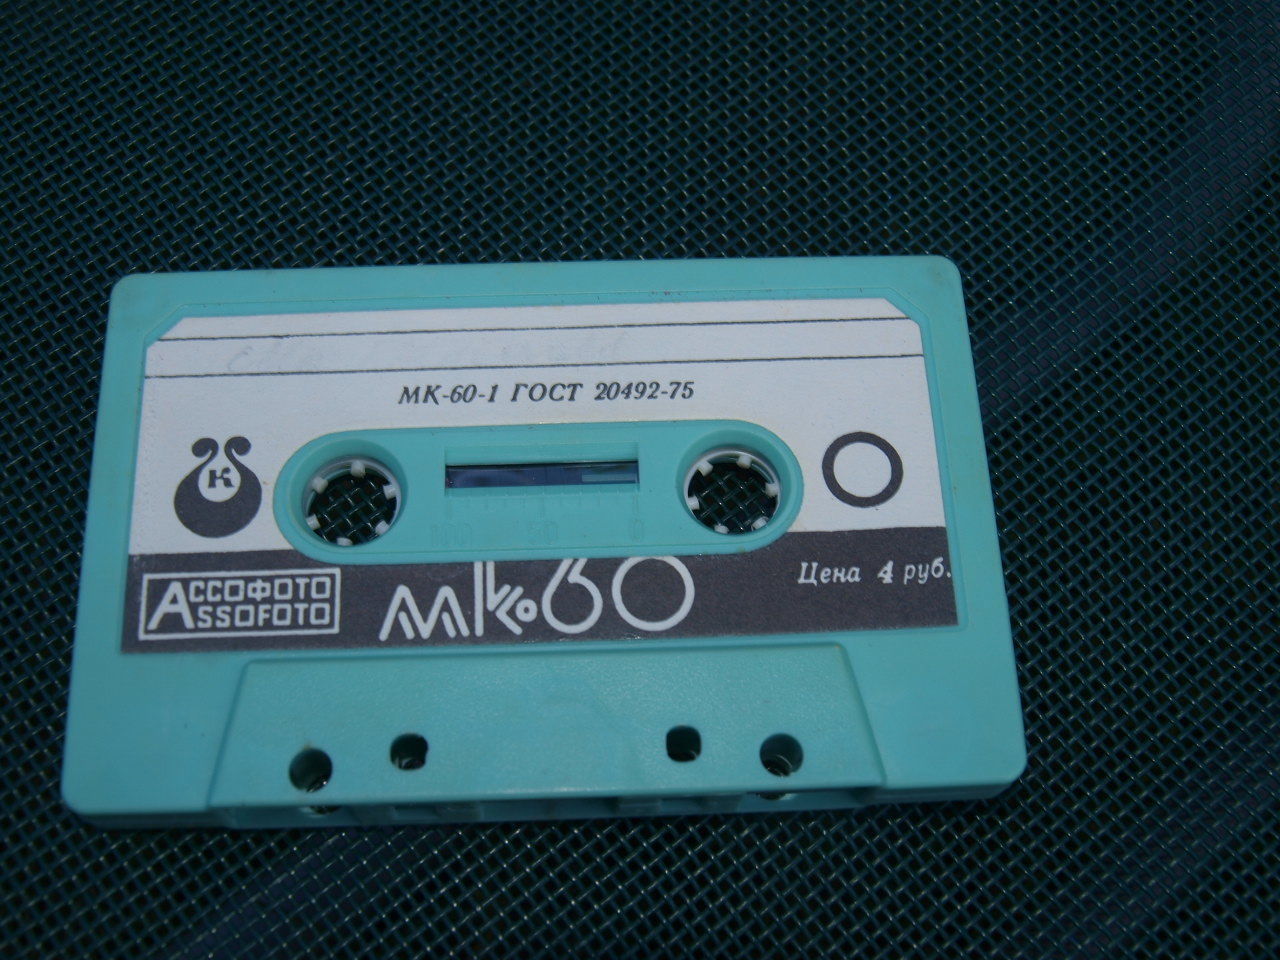 МК-60-1 ГОСТ 20492-75
К
100 50 0
АССОФОТО
ASSOFOTO
МК60
Цена 4 руб.